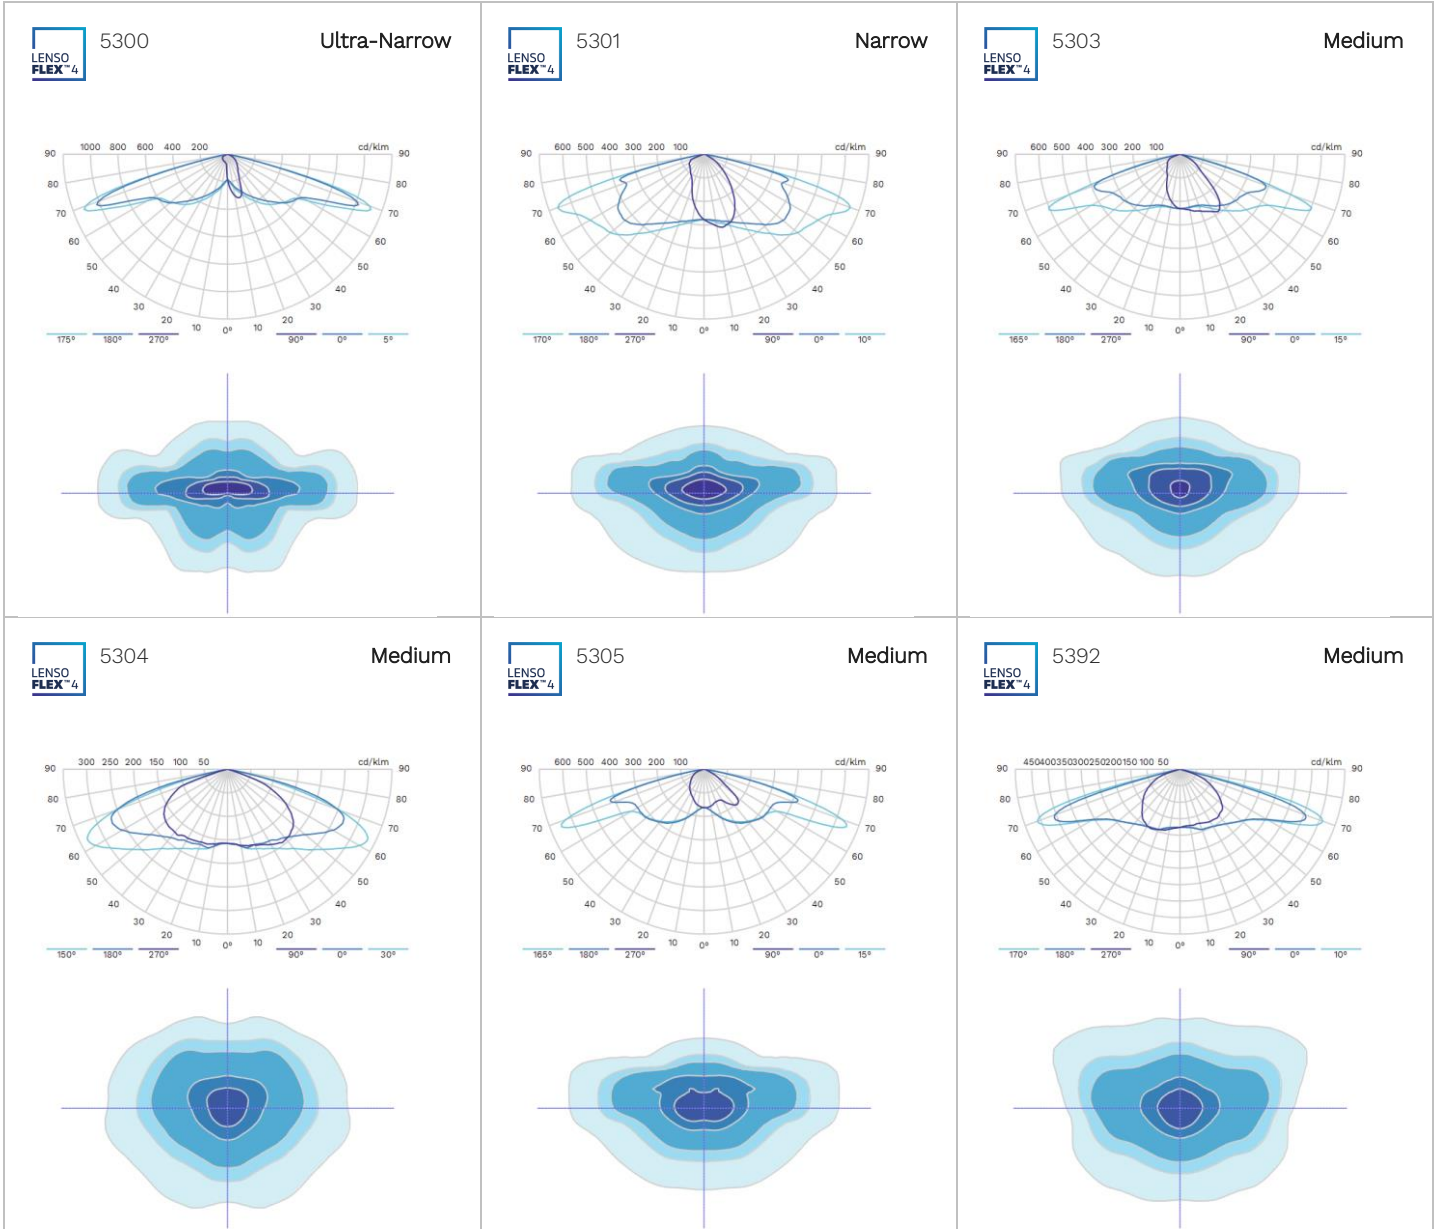 5300 Ultra-Narrow
LENSO
FLEX™4
1000 800 600 400 200 cd/klm
90 90
80 80
70 70
60 60
50 50
40 40
30 30
20 10 0° 10 20
175° 180° 270° 90° 0° 5°
5301 Narrow
LENSO
FLEX™4
600 500 400 300 200 100 cd/klm
90 90
80 80
70 70
60 60
50 50
40 40
30 30
20 10 0° 10 20
170° 180° 270° 90° 0° 10°
5303 Medium
LENSO
FLEX™4
600 500 400 300 200 100 cd/klm
90 90
80 80
70 70
60 60
50 50
40 40
30 30
20 10 0° 10 20
165° 180° 270° 90° 0° 15°
5304 Medium
LENSO
FLEX™4
300 250 200 150 100 50 cd/klm
90 90
80 80
70 70
60 60
50 50
40 40
30 30
20 10 0° 10 20
150° 180° 270° 90° 0° 30°
5305 Medium
LENSO
FLEX™4
600 500 400 300 200 100 cd/klm
90 90
80 80
70 70
60 60
50 50
40 40
30 30
20 10 0° 10 20
165° 180° 270° 90° 0° 15°
5392 Medium
LENSO
FLEX™4
450400350300250200150 100 50 cd/klm
90 90
80 80
70 70
60 60
50 50
40 40
30 30
20 10 0° 10 20
170° 180° 270° 90° 0° 10°